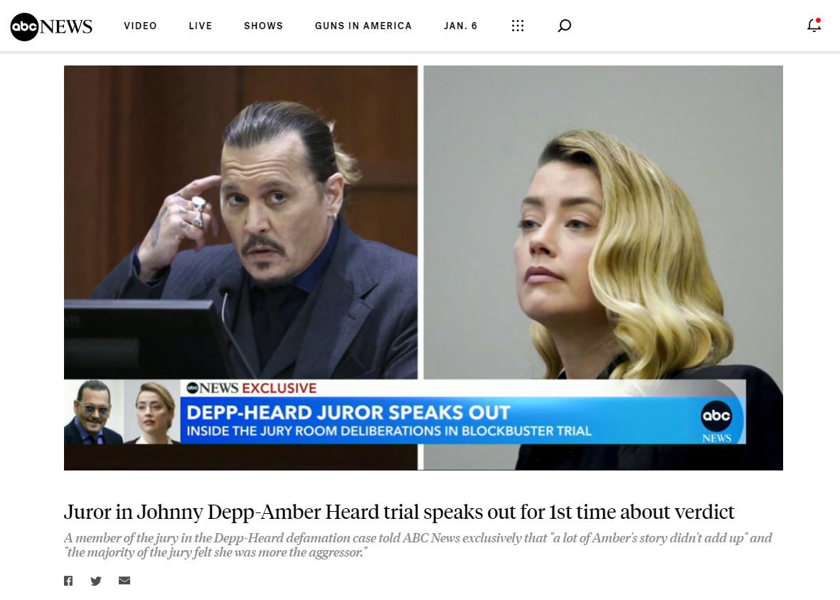 abc NEWS VIDEO LIVE SHOWS GUNS IN AMERICA JAN. 6
abc NEWS EXCLUSIVE
DEPP-HEARD JUROR SPEAKS OUT
INSIDE THE JURY ROOM DELIBERATIONS IN BLOCKBUSTER TRIAL
abc
NEWS
Juror in Johnny Depp-Amber Heard trial speaks out for 1st time about verdict
A member of the jury in the Depp-Heard defamation case told ABC News exclusively that "a lot of Amber's story didn't add up" and
"the majority of the jury felt she was more the aggressor."